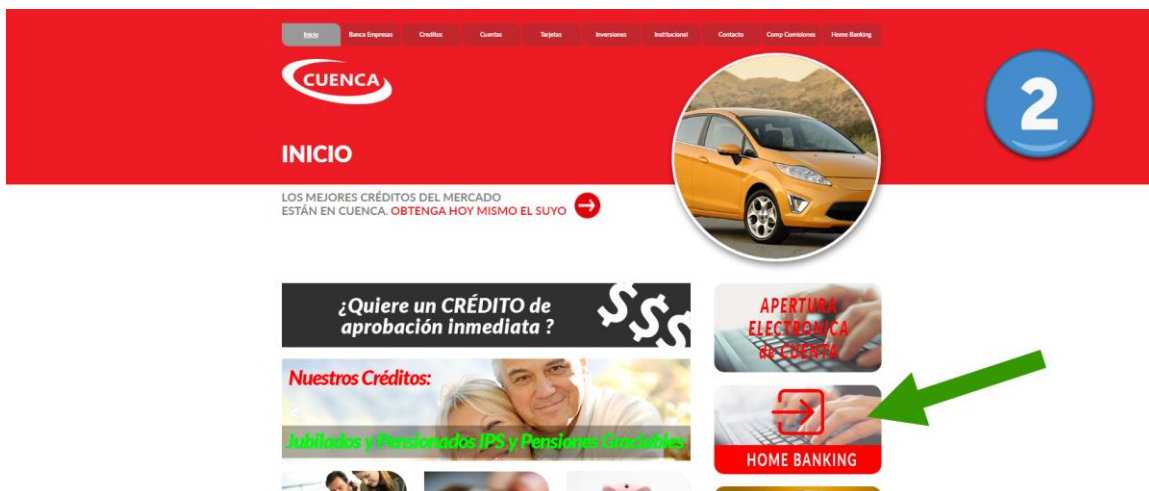 Inicio
Banca Empresas
Creditos
Cuentas
Tarjetas
Inversiones
Institucional
Contacto
Comp Comisiones
Home Banking
CUENCA
2
INICIO
LOS MEJORES CRÉDITOS DEL MERCADO
ESTÁN EN CUENCA. OBTENGA HOY MISMO EL SUYO
¿Quiere un CRÉDITO de
aprobación inmediata ?
$$$
APERTURA
ELECTRONICA
de CUENTA
Nuestros Créditos:
Jubilados y Pensionados IPS y Pensiones Graciables
HOME BANKING